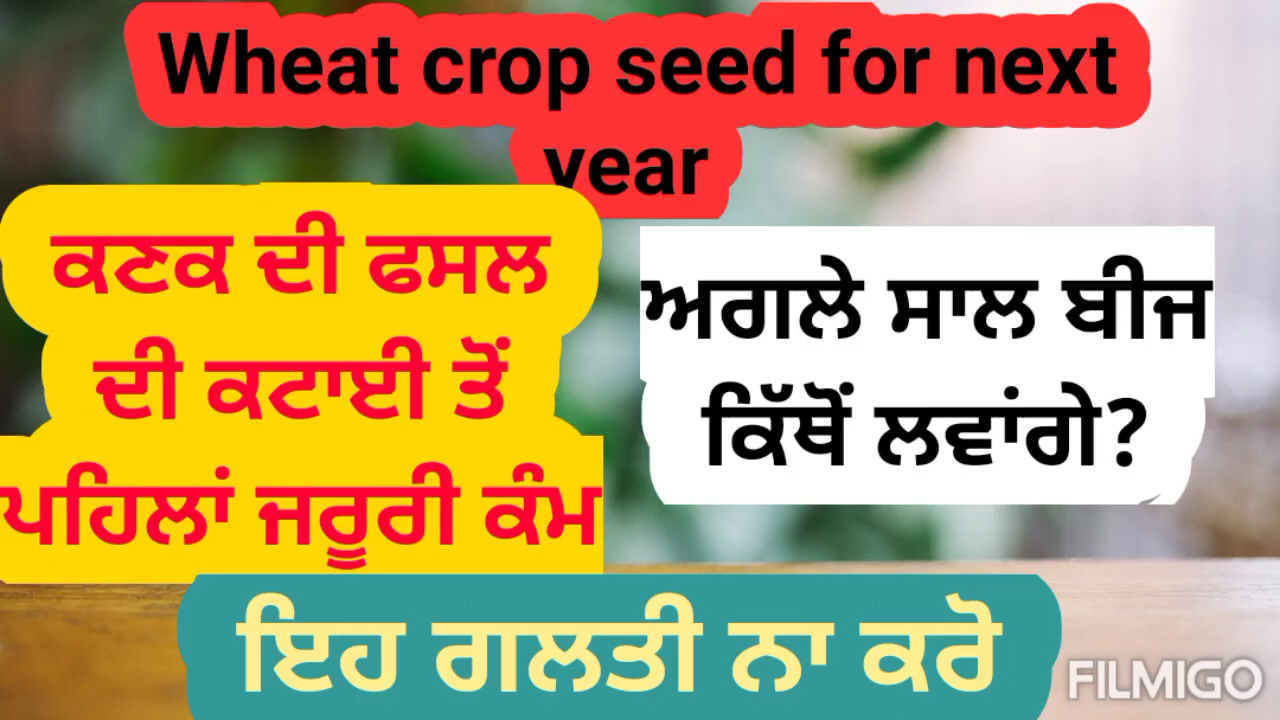 Wheat crop seed for next
year
ਕਣਕ ਦੀ ਫਸਲ
ਦੀ ਕਟਾਈ ਤੋਂ
ਪਹਿਲਾਂ ਜਰੂਰੀ ਕੰਮ
ਅਗਲੇ ਸਾਲ ਬੀਜ
ਕਿੱਥੋਂ ਲਵਾਂਗੇ?
ਇਹ ਗਲਤੀ ਨਾ ਕਰੋ
FILMIGO